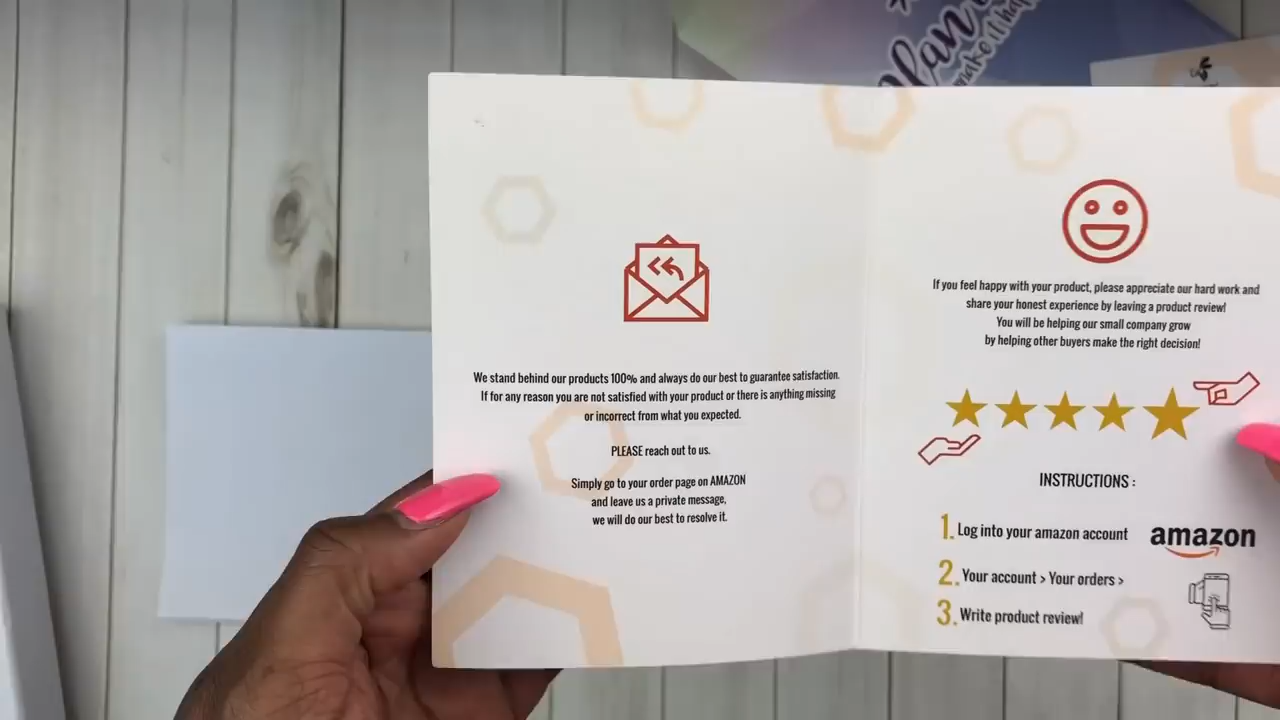 Plan
make it hap
We stand behind our products 100% and always do our best to guarantee satisfaction.
If for any reason you are not satisfied with your product or there is anything missing
or incorrect from what you expected.
PLEASE reach out to us.
Simply go to your order page on AMAZON
and leave us a private message,
we will do our best to resolve it.
If you feel happy with your product, please appreciate our hard work and
share your honest experience by leaving a product review!
You will be helping our small company grow
by helping other buyers make the right decision!
INSTRUCTIONS :
1. Log into your amazon account
amazon
2. Your account > Your orders >
3. Write product review!